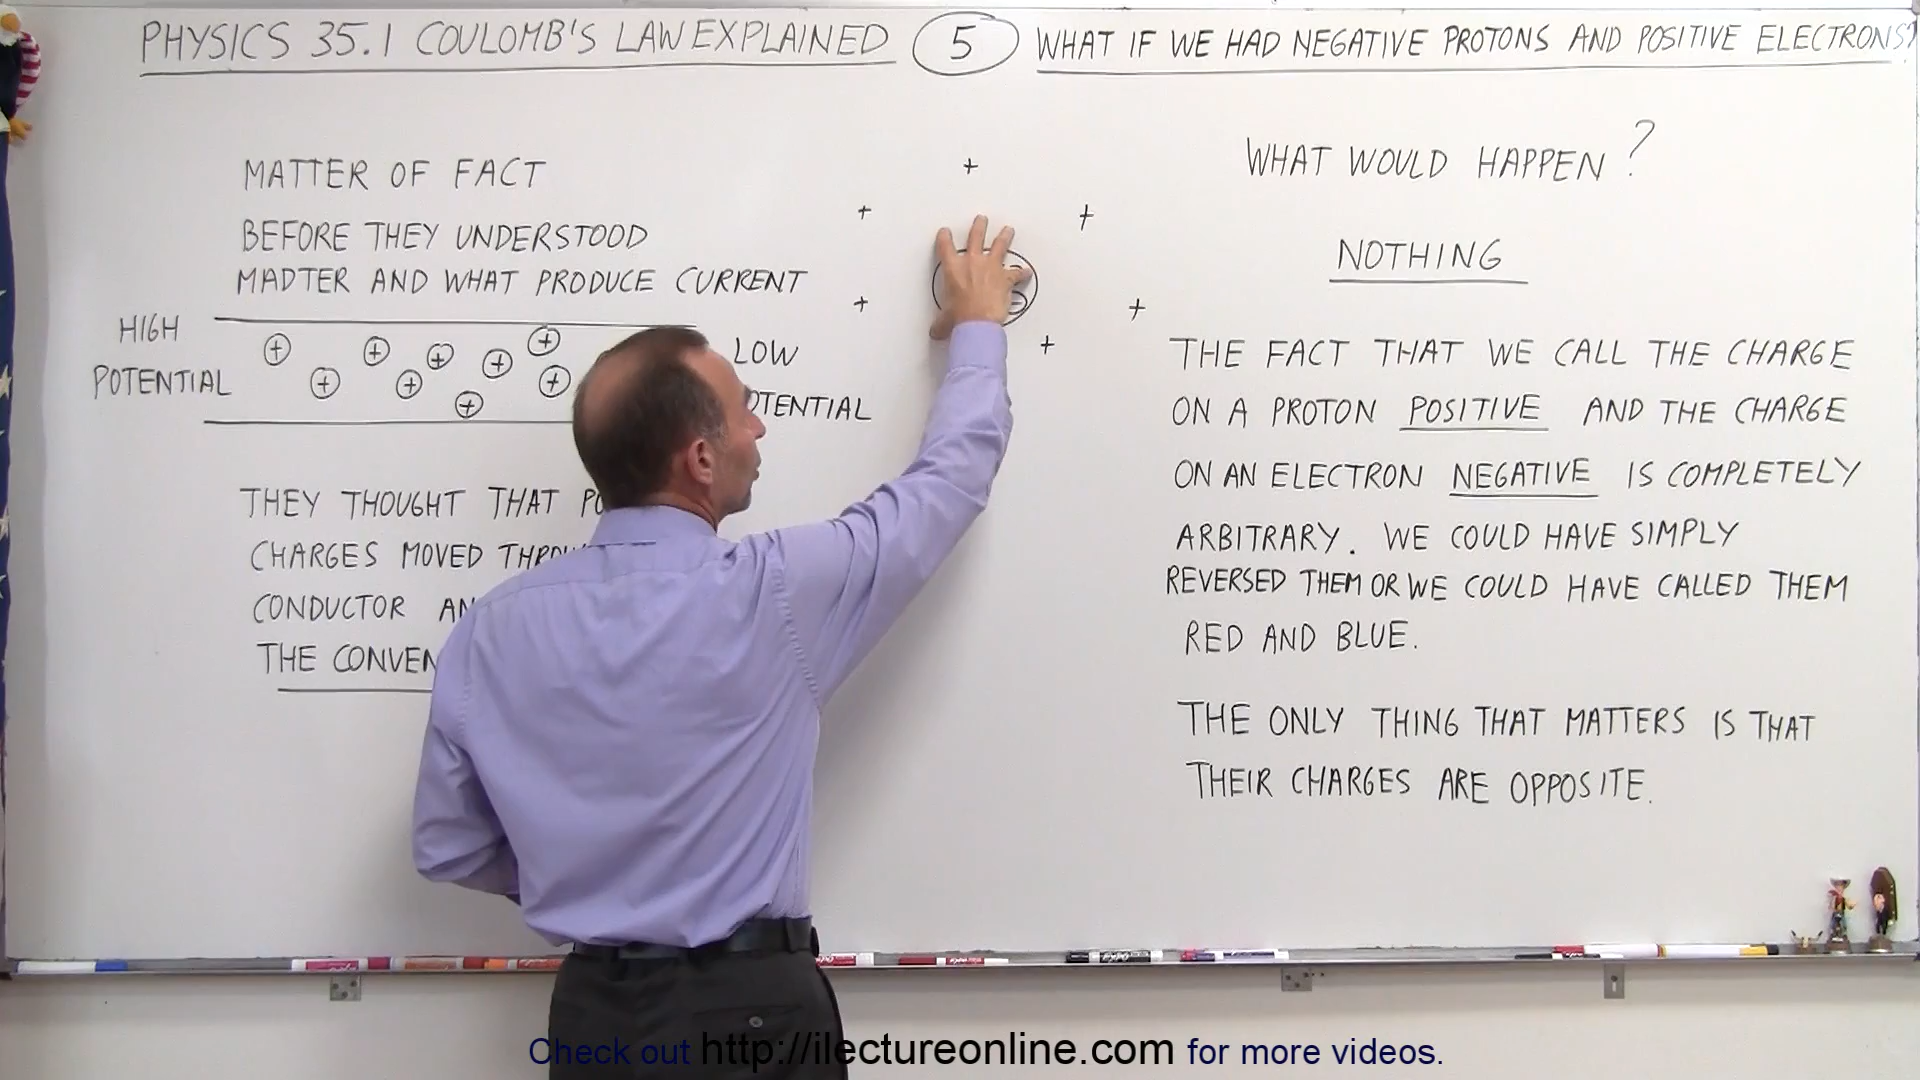 PHYSICS 35.1 COULOMB'S LAW EXPLAINED 5 WHAT IF WE HAD NEGATIVE PROTONS AND POSITIVE ELECTRONS?
MATTER OF FACT
BEFORE THEY UNDERSTOOD
MADTER AND WHAT PRODUCE CURRENT
HIGH
POTENTIAL
+ + + + +
+ + + +
LOW
OTENTIAL
THEY THOUGHT THAT
CHARGES MOVED
CONDUCTOR
THE
+
+ +
+ +
+
WHAT WOULD HAPPEN?
NOTHING
THE FACT THAT WE CALL THE CHARGE
ON A PROTON POSITIVE AND THE CHARGE
ON AN ELECTRON NEGATIVE IS COMPLETELY
ARBITRARY. WE COULD HAVE SIMPLY
REVERSED THEM OR WE COULD HAVE CALLED THEM
RED AND BLUE.
THE ONLY THING THAT MATTERS IS THAT
THEIR CHARGES ARE OPPOSITE.
Check out http://ilectureonline.com for more videos.